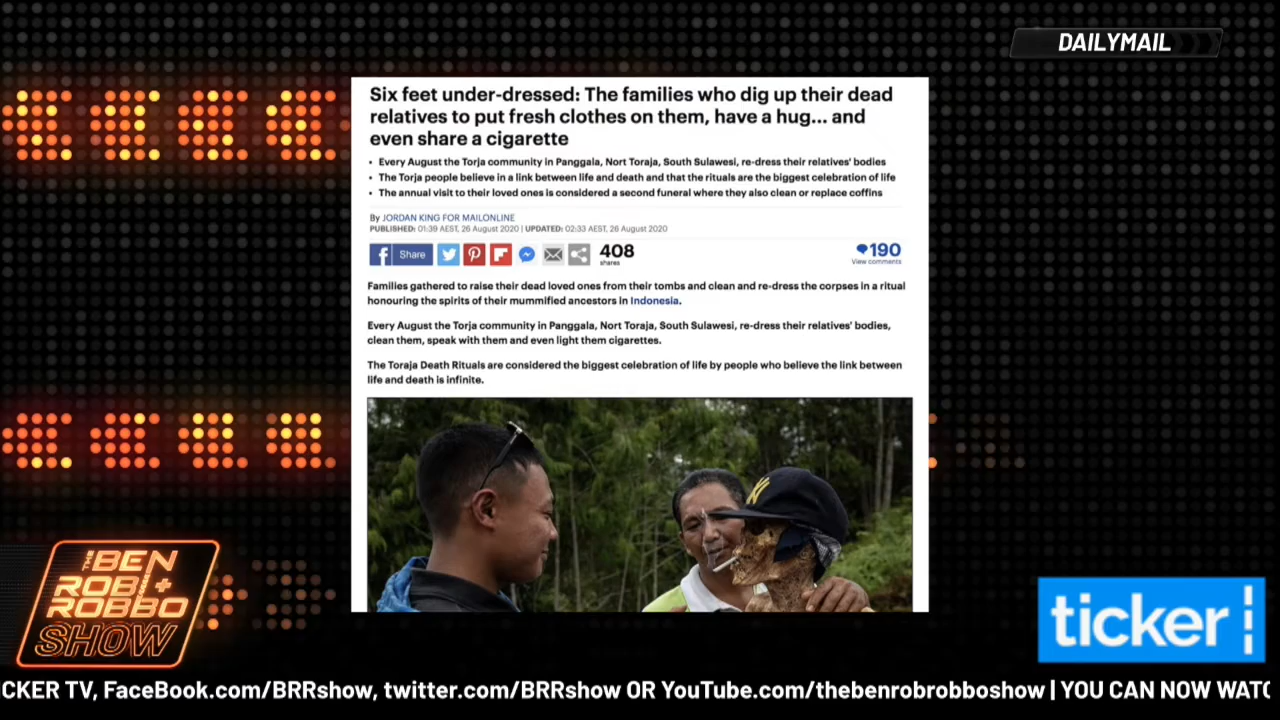 DAILYMAIL
Six feet under-dressed: The families who dig up their dead
relatives to put fresh clothes on them, have a hug... and
even share a cigarette
• Every August the Torja community in Panggala, Nort Toraja, South Sulawesi, re-dress their relatives' bodies
• The Torja people believe in a link between life and death and that the rituals are the biggest celebration of life
• The annual visit to their loved ones is considered a second funeral where they also clean or replace coffins
By JORDAN KING FOR MAILONLINE
PUBLISHED: 01:39 AEST, 26 August 2020 | UPDATED: 02:33 AEST, 26 August 2020
f Share
408
shares
190
View comments
Families gathered to raise their dead loved ones from their tombs and clean and re-dress the corpses in a ritual
honouring the spirits of their mummified ancestors in Indonesia.
Every August the Torja community in Panggala, Nort Toraja, South Sulawesi, re-dress their relatives' bodies,
clean them, speak with them and even light them cigarettes.
The Toraja Death Rituals are considered the biggest celebration of life by people who believe the link between
life and death is infinite.
NY
THE BEN
ROB +
ROBBO
SHOW
ticker
CKER TV, FaceBook.com/BRRshow, twitter.com/BRRshow OR YouTube.com/thebenrobrobboshow | YOU CAN NOW WATC